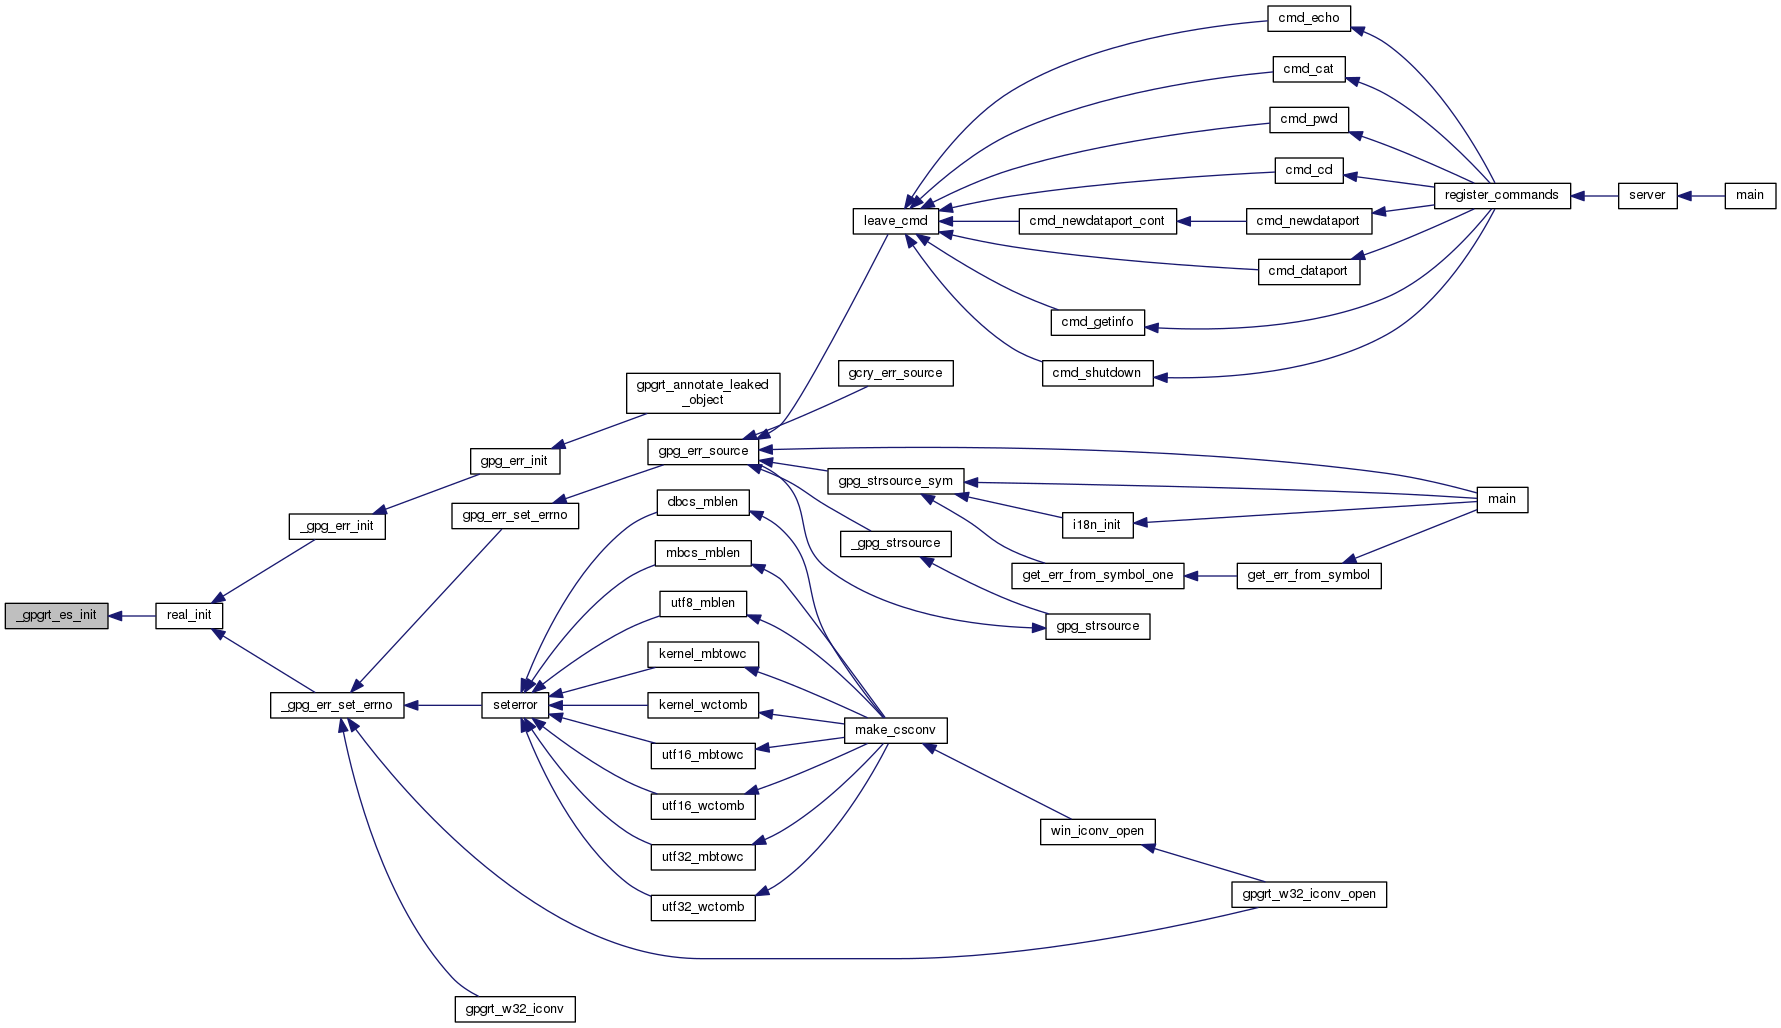 cmd_echo
cmd_cat
cmd_pwd
cmd_cd
register_commands
server
main
leave_cmd
cmd_newdataport_cont
cmd_newdataport
cmd_dataport
cmd_getinfo
cmd_shutdown
gcry_err_source
gpgrt_annotate_leaked
_object
gpg_err_init
gpg_err_source
gpg_strsource_sym
main
dbcs_mblen
gpg_err_set_errno
_gpg_err_init
i18n_init
_gpg_strsource
mbcs_mblen
get_err_from_symbol_one
get_err_from_symbol
utf8_mblen
_gpgrt_es_init
real_init
gpg_strsource
kernel_mbtowc
_gpg_err_set_errno
seterror
kernel_wctomb
make_csconv
utf16_mbtowc
utf16_wctomb
win_iconv_open
utf32_mbtowc
gpgrt_w32_iconv_open
utf32_wctomb
gpgrt_w32_iconv